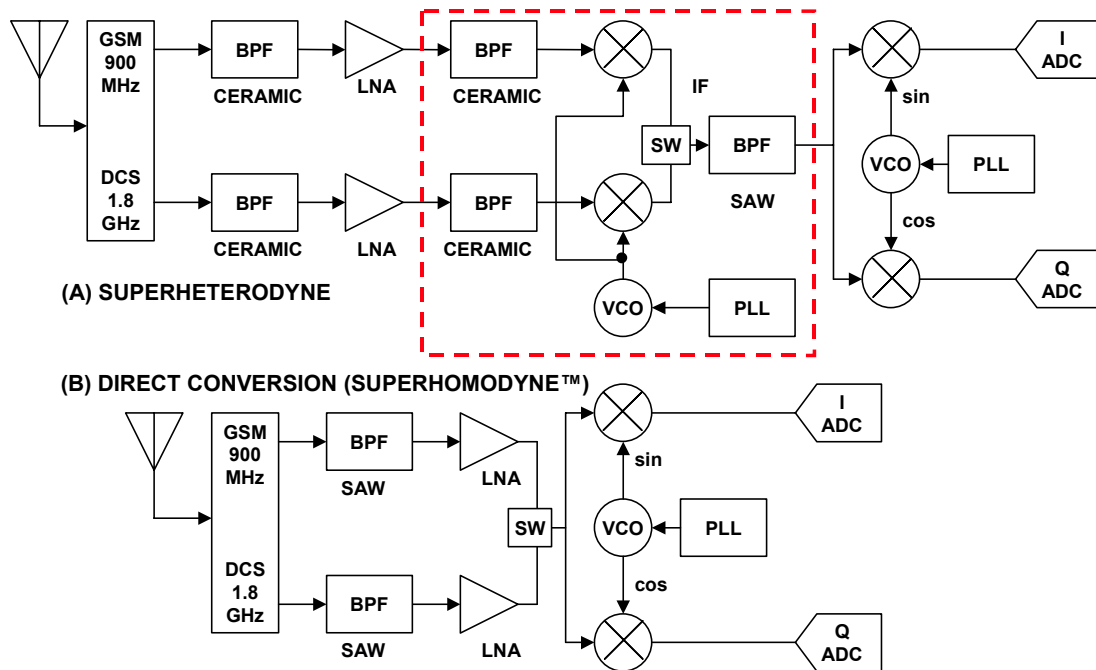 GSM
900
MHz
DCS
1.8
GHz
BPF
CERAMIC
LNA
BPF
CERAMIC
BPF
CERAMIC
LNA
BPF
CERAMIC
IF
SW
BPF
SAW
VCO
PLL
sin
VCO
PLL
cos
I
ADC
Q
ADC
(A) SUPERHETERODYNE
(B) DIRECT CONVERSION (SUPERHOMODYNE™)
GSM
900
MHz
DCS
1.8
GHz
BPF
SAW
LNA
BPF
SAW
LNA
SW
sin
VCO
PLL
cos
I
ADC
Q
ADC